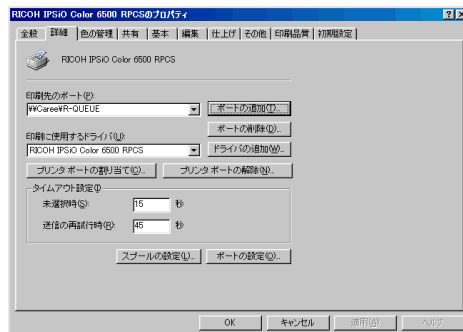 RICOH IPSiO Color 6500 RPCSのプロパティ
全般 詳細 色の管理 共有 基本 編集 仕上げ その他 印刷品質 初期設定
RICOH IPSiO Color 6500 RPCS
印刷先のポート(P):
¥¥Caree¥R-QUEUE
ポートの追加(T)...
ポートの削除(D)...
印刷に使用するドライバ(U):
RICOH IPSiO Color 6500 RPCS
ドライバの追加(W)...
プリンタ ポートの割り当て(C)...
プリンタ ポートの解除(N)...
タイムアウト設定
未選択時(S): 15 秒
送信の再試行時(R): 45 秒
スプールの設定(L)...
ポートの設定(O)...
OK
キャンセル
適用(A)
ヘルプ